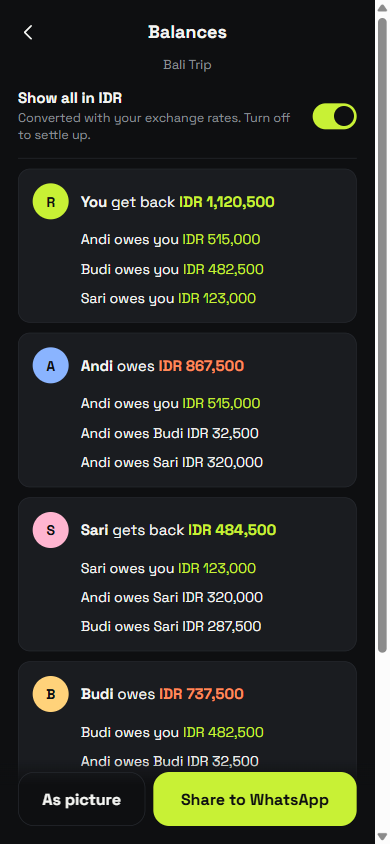 Balances
Bali Trip
Show all in IDR
Converted with your exchange rates. Turn off
to settle up.
R
You get back IDR 1,120,500
Andi owes you IDR 515,000
Budi owes you IDR 482,500
Sari owes you IDR 123,000
A
Andi owes IDR 867,500
Andi owes you IDR 515,000
Andi owes Budi IDR 32,500
Andi owes Sari IDR 320,000
S
Sari gets back IDR 484,500
Sari owes you IDR 123,000
Andi owes Sari IDR 320,000
Budi owes Sari IDR 287,500
B
Budi owes IDR 737,500
Budi owes you IDR 482,500
Andi owes Budi IDR 32,500
As picture
Share to WhatsApp